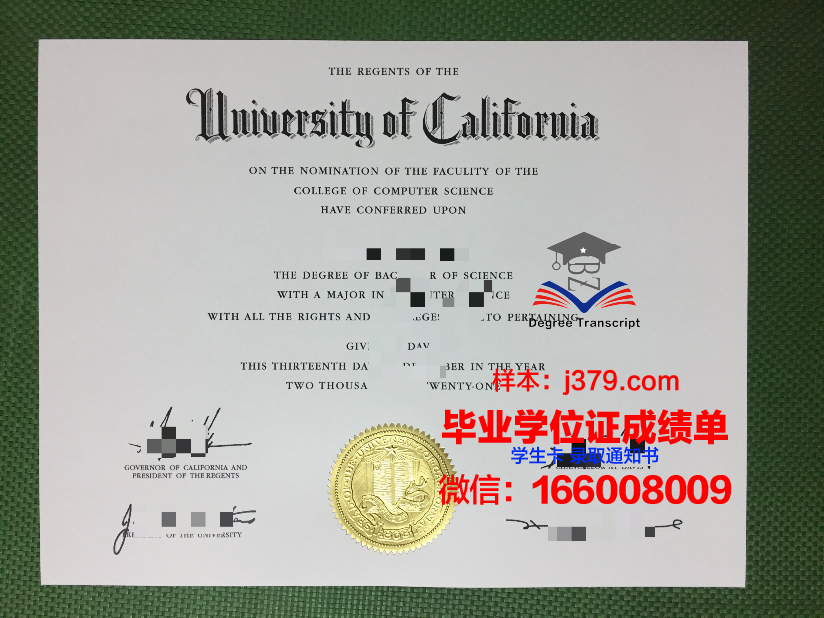 THE REGENTS OF THE
University of California
ON THE NOMINATION OF THE FACULITY OF THE
COLLEGE OF COMPUTER SCIENCE
HAVE CONFERRED UPON
THE DEGREE OF OF SCIENCE
WITH A MAJOR IN
WITH ALL THE RIGHTS AND PERTAINING
Degree Transcript
THIS THIRTEENTH IN THE YEAR
TWO
样本：j379.com
毕业学位证成绩单
学生卡 录取通知书
GOVERNOR OF CALIFORNIA AND
PRESIDENT OF THE REGENTS
微信：166008009
OF THE UNIVERSITY